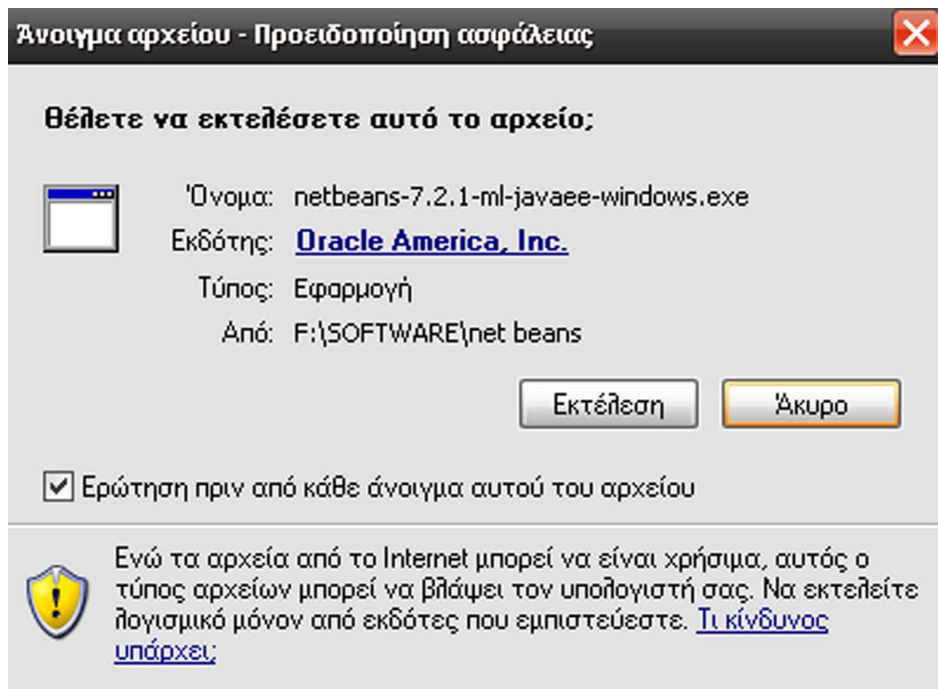 Άνοιγμα αρχείου - Προειδοποίηση ασφάλειας
Θέλετε να εκτελέσετε αυτό το αρχείο;
Όνομα: netbeans-7.2.1-ml-javaee-windows.exe
Εκδότης: Oracle America, Inc.
Τύπος: Εφαρμογή
Από: F:\SOFTWARE\net beans
Εκτέλεση Άκυρο
Ερώτηση πριν από κάθε άνοιγμα αυτού του αρχείου
Ενώ τα αρχεία από το Internet μπορεί να είναι χρήσιμα, αυτός ο
τύπος αρχείων μπορεί να βλάψει τον υπολογιστή σας. Να εκτελείτε
λογισμικό μόνον από εκδότες που εμπιστεύεστε. Τι κίνδυνος
υπάρχει;